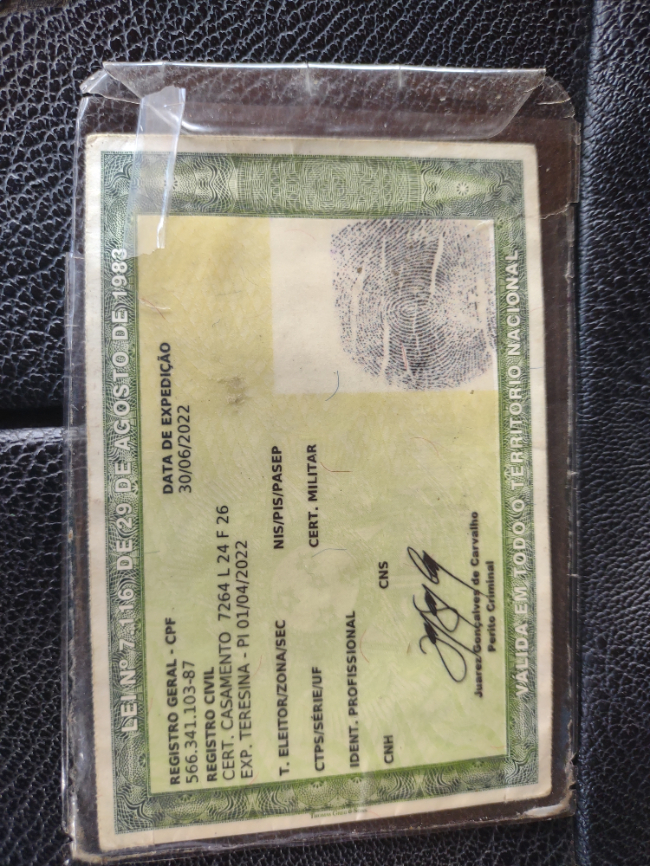 LEI Nº 7.116 DE 29 DE AGOSTO DE 1983
REGISTRO GERAL - CPF
566.341.103-87
DATA DE EXPEDIÇÃO
30/06/2022
REGISTRO CIVIL
CERT. CASAMENTO 7264 L 24 F 26
EXP. TERESINA - PI 01/04/2022
T. ELEITOR/ZONA/SEC
NIS/PIS/PASEP
CTPS/SÉRIE/UF
CERT. MILITAR
IDENT. PROFISSIONAL
CNH
CNS
Juarez Gonçalves de Carvalho
Perito Criminal
VÁLIDA EM TODO O TERRITÓRIO NACIONAL